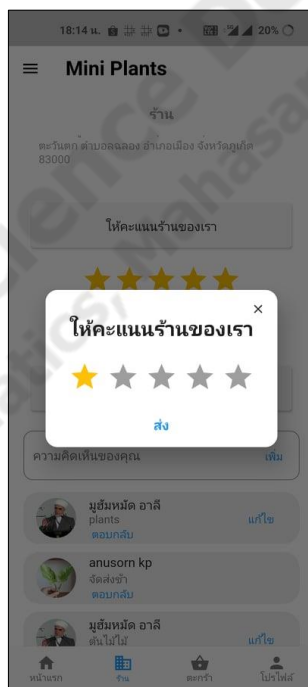 18:14 น. 20%
Mini Plants
ร้าน
ตะวันตก ตำบลฉลอง อำเภอเมือง จังหวัดภูเก็ต
83000
ให้คะแนนร้านของเรา
×
ให้คะแนนร้านของเรา
ส่ง
ความคิดเห็นของคุณ เพิ่ม
มูฮัมหมัด อาลี
plants แก้ไข
ตอบกลับ
anusorn kp
จัดส่งช้า
ตอบกลับ
มูฮัมหมัด อาลี
ต้นไม้ไม่ แก้ไข
หน้าแรก ร้าน ตะกร้า โปรไฟล์